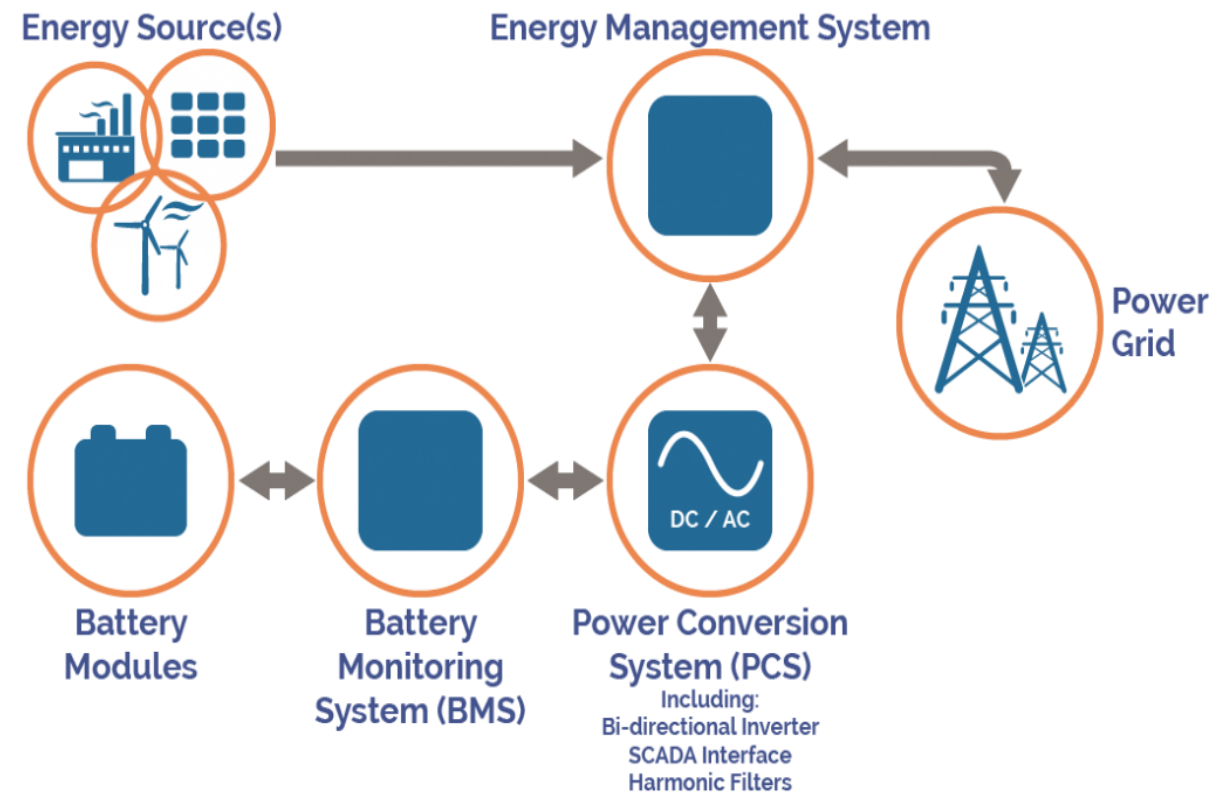 Energy Source(s)
Energy Management System
Power
Grid
DC / AC
Battery
Modules
Battery
Monitoring
System (BMS)
Power Conversion
System (PCS)
Including:
Bi-directional Inverter
SCADA Interface
Harmonic Filters